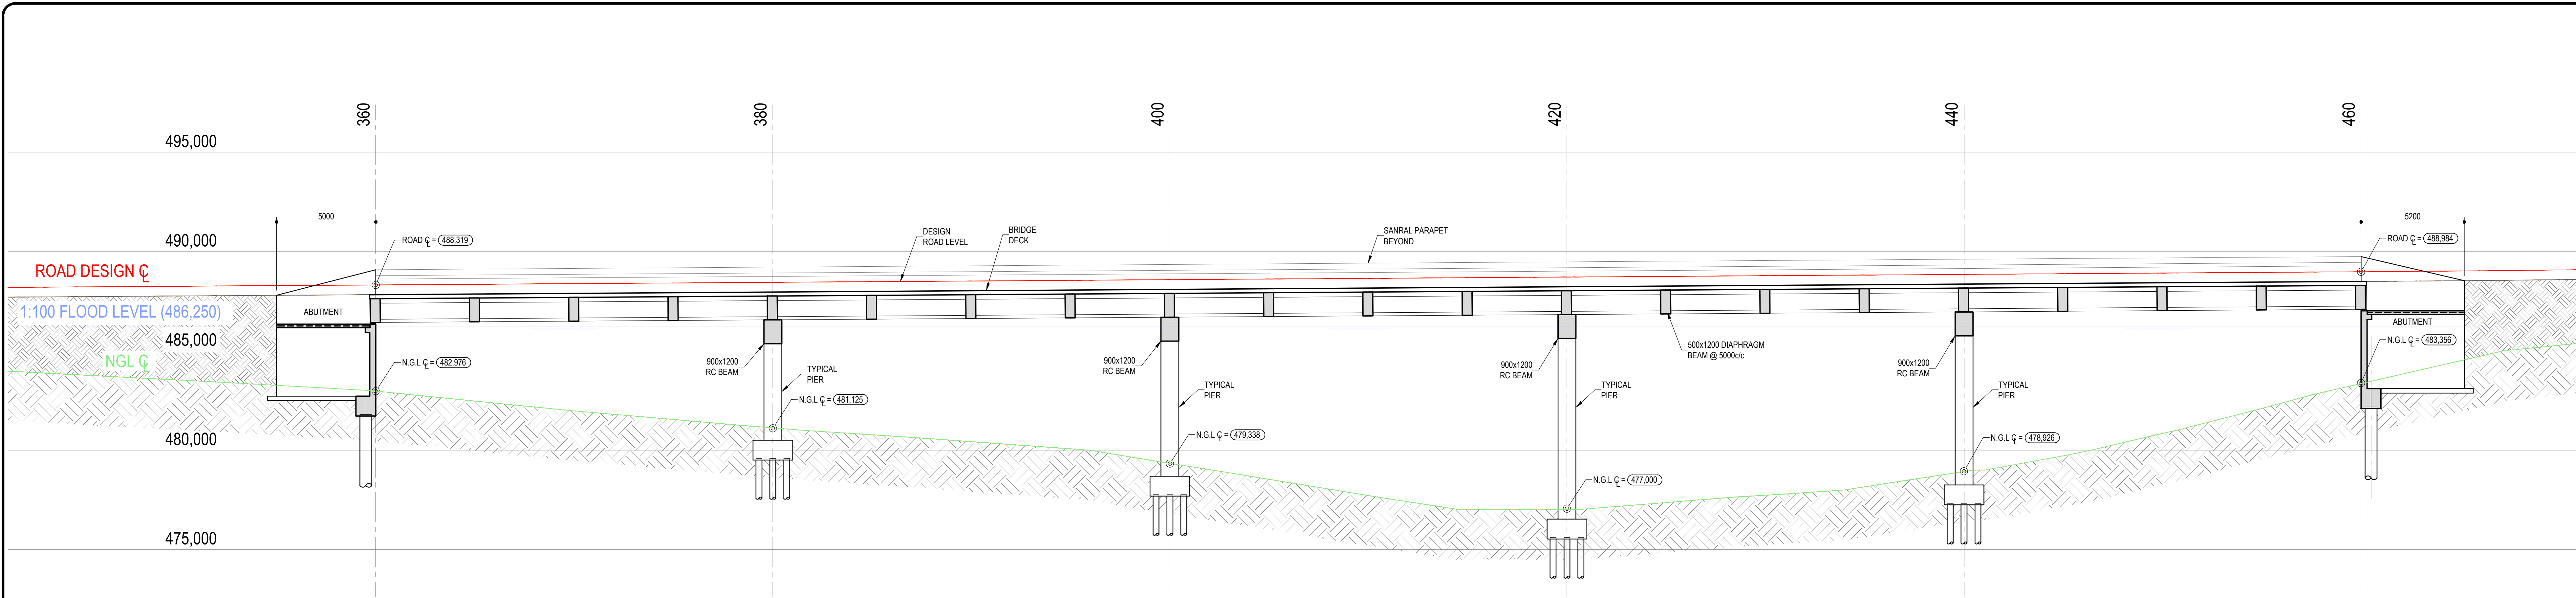 360
380
400
420
440
460
495,000
5000
5200
490,000
ROAD ℄ = 488,319
DESIGN
ROAD LEVEL
BRIDGE
DECK
SANRAL PARAPET
BEYOND
ROAD ℄ = 488,984
ROAD DESIGN ℄
1:100 FLOOD LEVEL (486,250)
ABUTMENT
ABUTMENT
485,000
NGL ℄
N.G.L ℄ = 482,976
900x1200
RC BEAM
TYPICAL
PIER
N.G.L ℄ = 481,125
900x1200
RC BEAM
TYPICAL
PIER
N.G.L ℄ = 479,338
900x1200
RC BEAM
TYPICAL
PIER
N.G.L ℄ = 477,000
500x1200 DIAPHRAGM
BEAM @ 5000c/c
900x1200
RC BEAM
TYPICAL
PIER
N.G.L ℄ = 478,926
N.G.L ℄ = 483,356
480,000
475,000